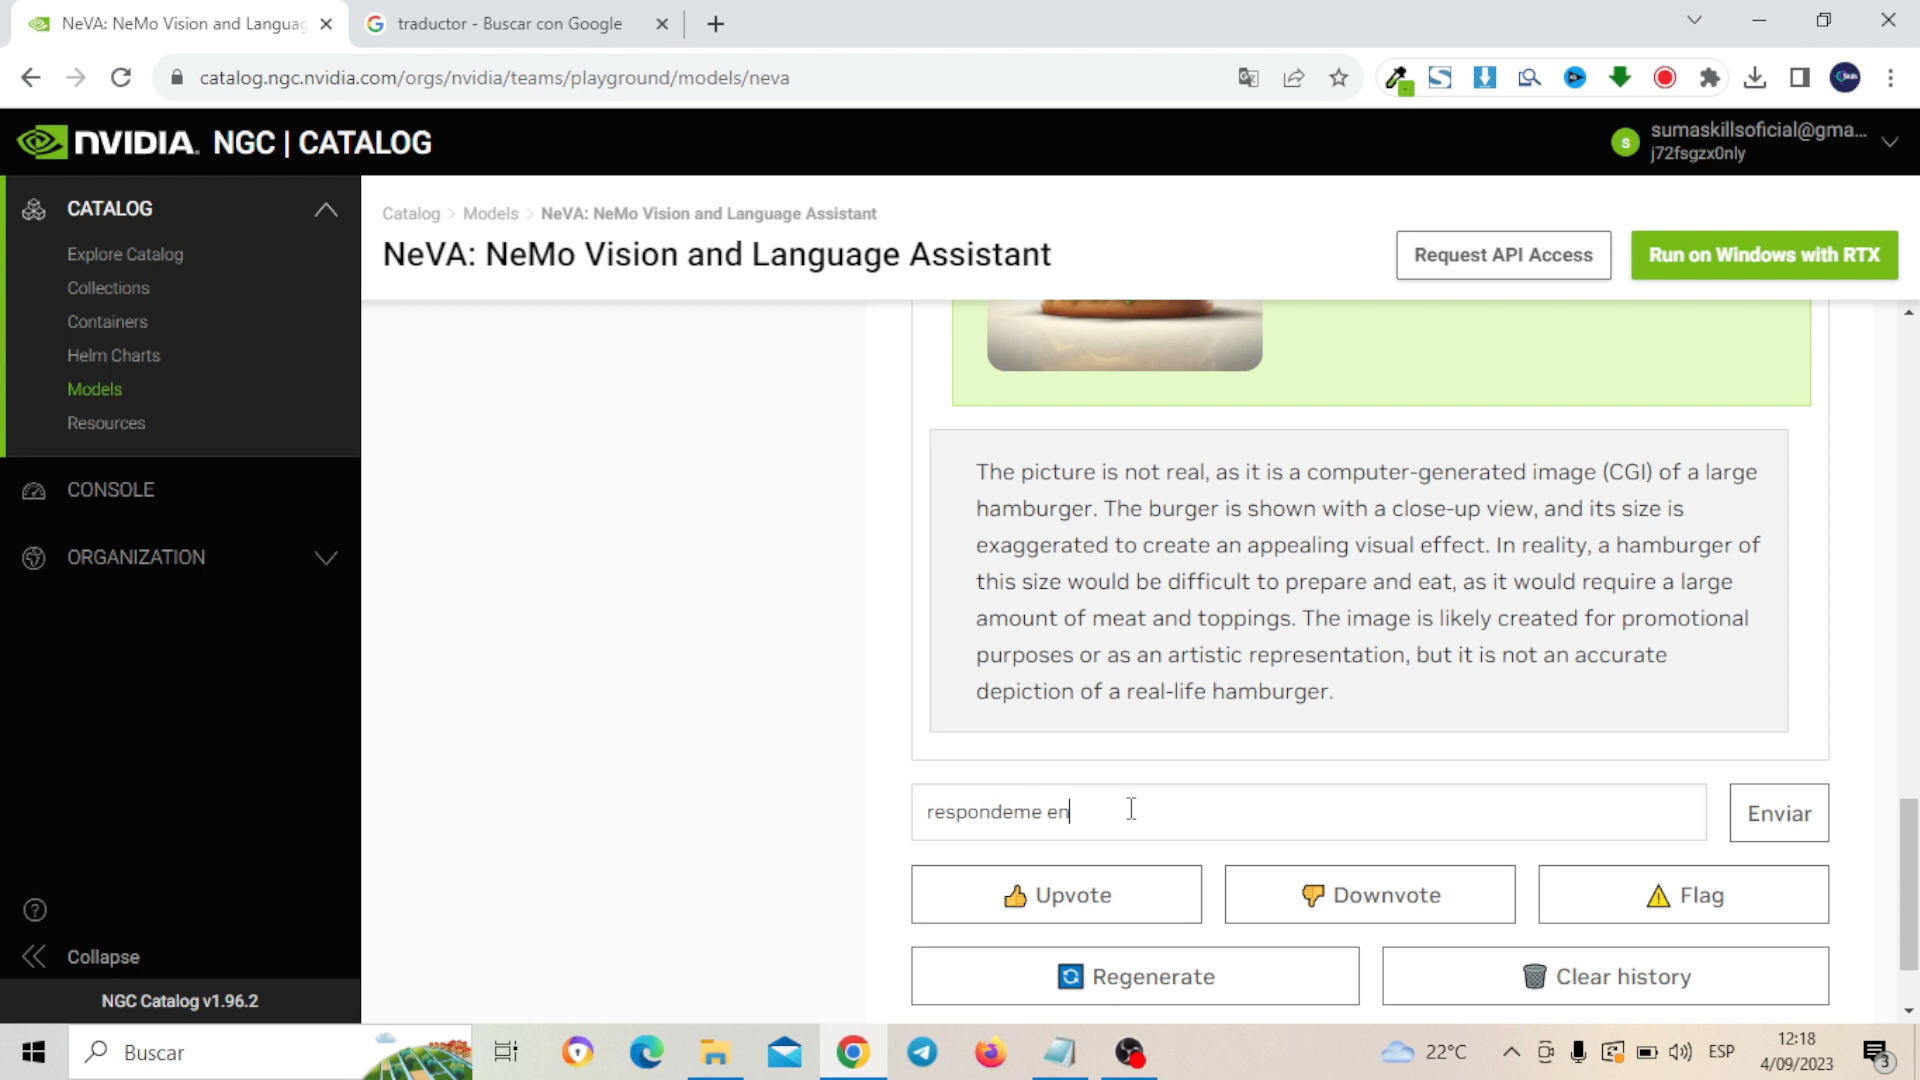 NeVA: NeMo Vision and Languag
traductor - Buscar con Google
catalog.ngc.nvidia.com/orgs/nvidia/teams/playground/models/neva
NVIDIA. NGC | CATALOG
s
sumaskillsoficial@gma...
j72fsgzx0nly
CATALOG
Explore Catalog
Collections
Containers
Helm Charts
Models
Resources
CONSOLE
ORGANIZATION
Collapse
NGC Catalog v1.96.2
Catalog > Models > NeVA: NeMo Vision and Language Assistant
NeVA: NeMo Vision and Language Assistant
Request API Access
Run on Windows with RTX
The picture is not real, as it is a computer-generated image (CGI) of a large
hamburger. The burger is shown with a close-up view, and its size is
exaggerated to create an appealing visual effect. In reality, a hamburger of
this size would be difficult to prepare and eat, as it would require a large
amount of meat and toppings. The image is likely created for promotional
purposes or as an artistic representation, but it is not an accurate
depiction of a real-life hamburger.
respondeme en
Enviar
👍 Upvote
👎 Downvote
⚠️ Flag
🔄 Regenerate
🗑️ Clear history
Buscar
22°C
ESP
12:18
4/09/2023
3